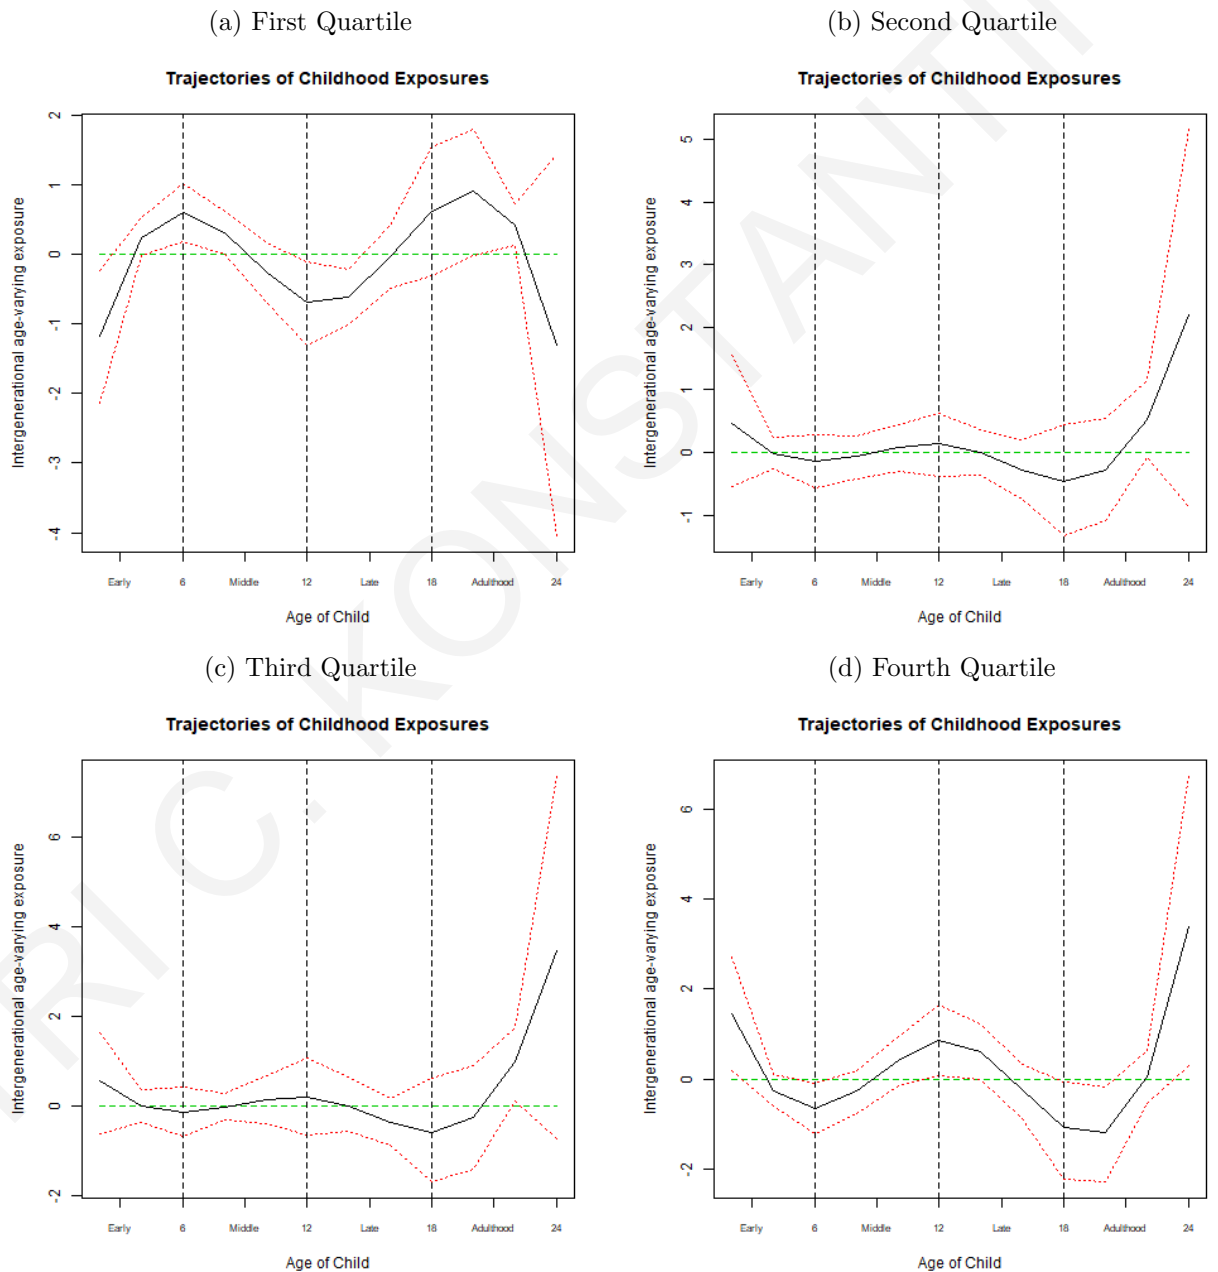 (a) First Quartile
(b) Second Quartile
Trajectories of Childhood Exposures
Intergenerational age-varying exposure
2
1
0
-1
-2
-3
-4
Early 6 Middle 12 Late 18 Adulthood 24
Age of Child
Trajectories of Childhood Exposures
Intergenerational age-varying exposure
5
4
3
2
1
0
-1
Early 6 Middle 12 Late 18 Adulthood 24
Age of Child
(c) Third Quartile
(d) Fourth Quartile
Trajectories of Childhood Exposures
Intergenerational age-varying exposure
6
4
2
0
-2
Early 6 Middle 12 Late 18 Adulthood 24
Age of Child
Trajectories of Childhood Exposures
Intergenerational age-varying exposure
6
4
2
0
-2
Early 6 Middle 12 Late 18 Adulthood 24
Age of Child
C. KONSTANTI